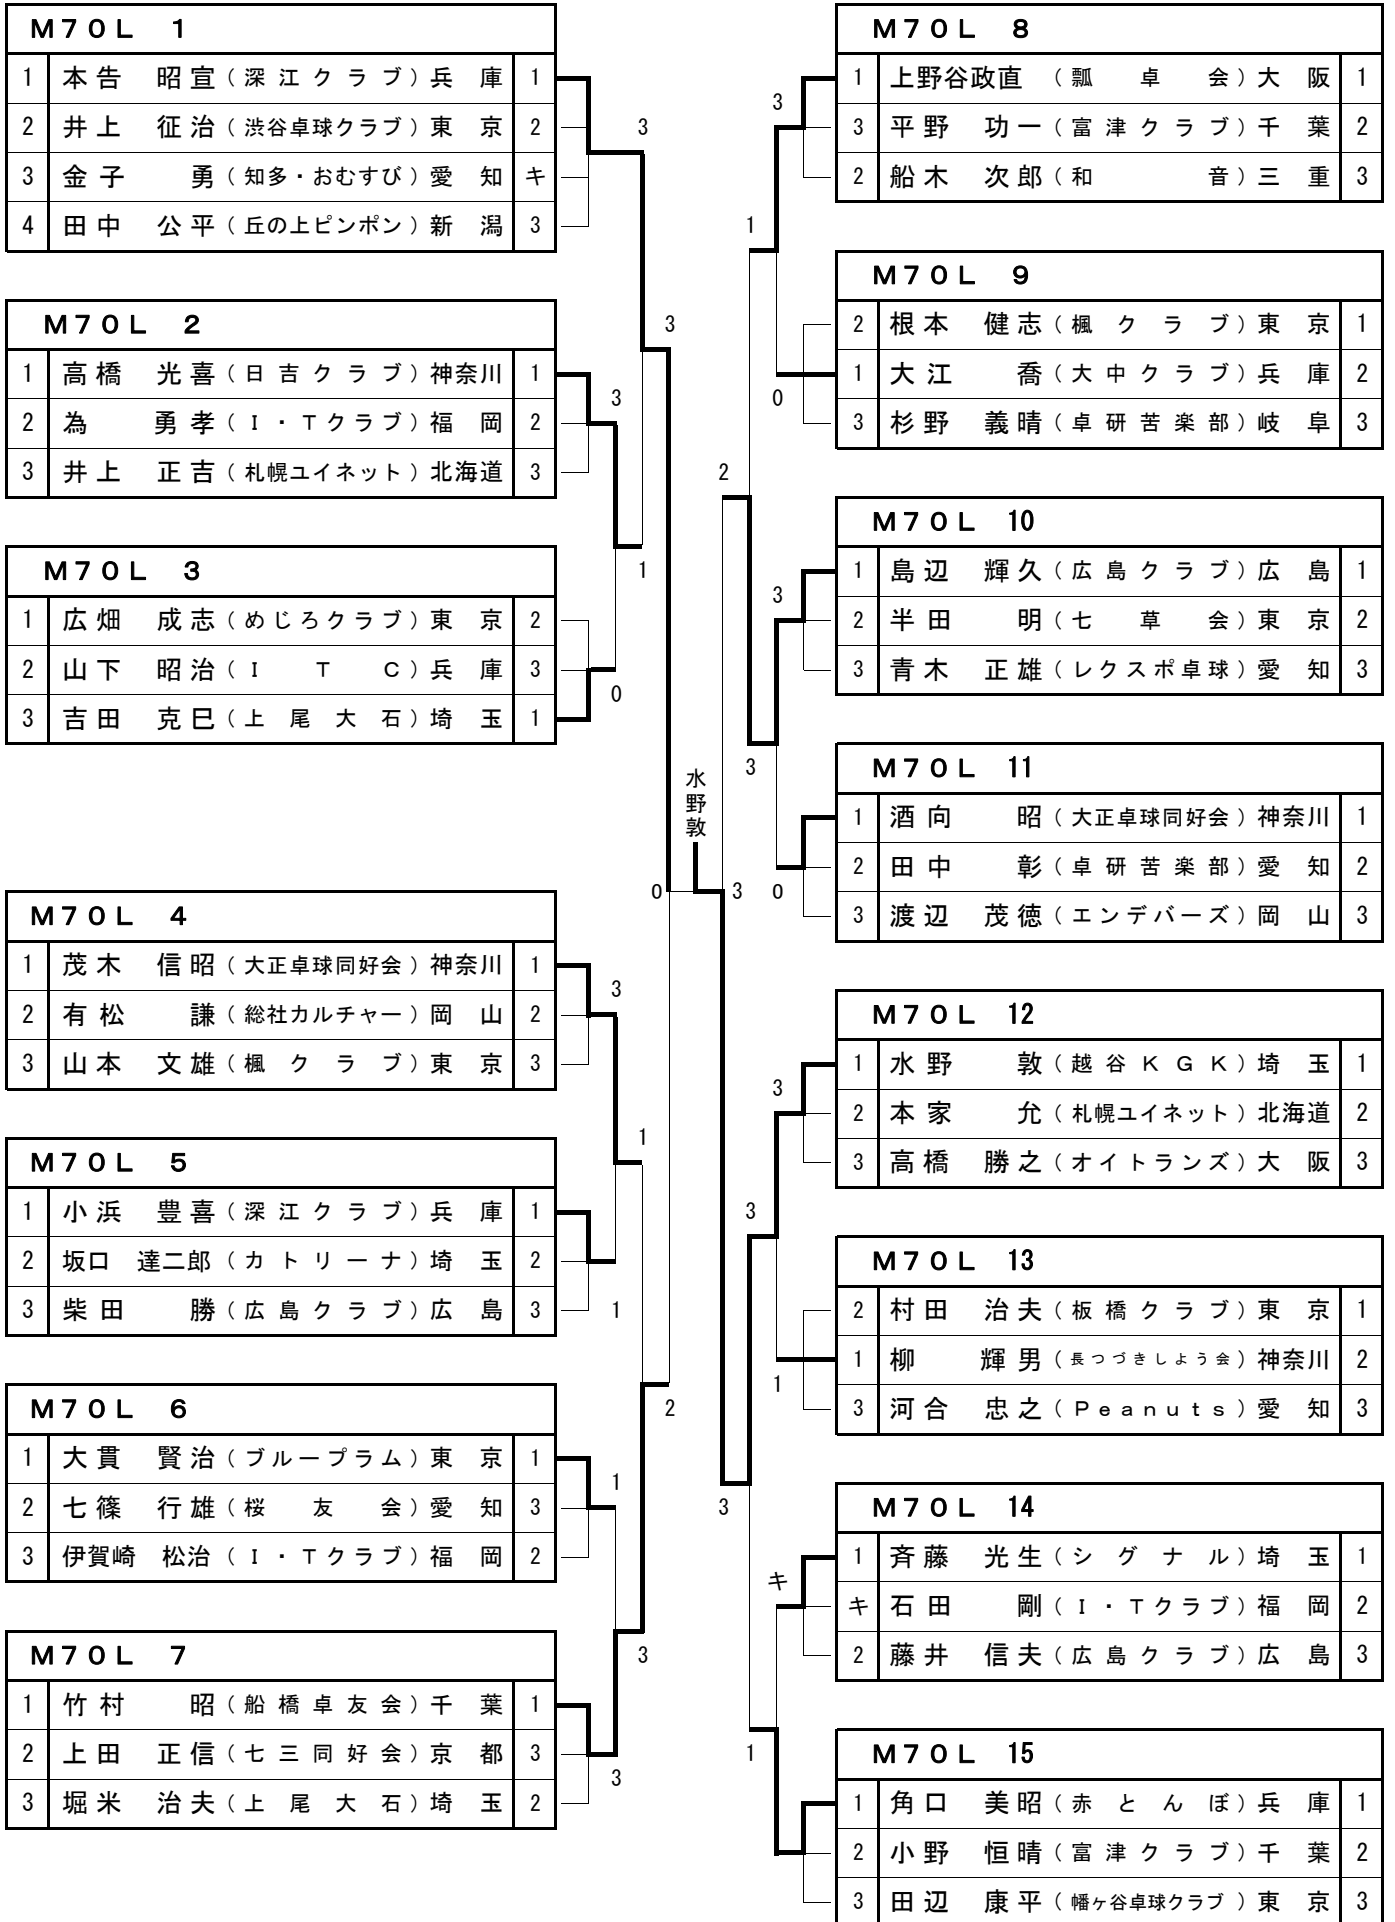 M70L 1
1 本告 昭宣(深江クラブ)兵庫 1
2 井上 征治(渋谷卓球クラブ)東京 2
3 金子 勇(知多・おむすび)愛知 キ
4 田中 公平(丘の上ピンポン)新潟 3
3
3
M70L 2
1 高橋 光喜(日吉クラブ)神奈川 1
2 為 勇孝(I・Tクラブ)福岡 2
3 井上 正吉(札幌ユイネット)北海道 3
3
1
M70L 3
1 広畑 成志(めじろクラブ)東京 2
2 山下 昭治(ITC)兵庫 3
3 吉田 克巳(上尾大石)埼玉 1
0
水野敦
0
3
M70L 4
1 茂木 信昭(大正卓球同好会)神奈川 1
2 有松 謙(総社カルチャー)岡山 2
3 山本 文雄(楓クラブ)東京 3
3
1
M70L 5
1 小浜 豊喜(深江クラブ)兵庫 1
2 坂口 達二郎(カトリーナ)埼玉 2
3 柴田 勝(広島クラブ)広島 3
1
2
M70L 6
1 大貫 賢治(ブループラム)東京 1
2 七篠 行雄(桜友会)愛知 3
3 伊賀崎 松治(I・Tクラブ)福岡 2
1
3
M70L 7
1 竹村 昭(船橋卓友会)千葉 1
2 上田 正信(七三同好会)京都 3
3 堀米 治夫(上尾大石)埼玉 2
3
M70L 8
3
1 上野谷政直(瓢卓会)大阪 1
3 平野 功一(富津クラブ)千葉 2
2 船木 次郎(和音)三重 3
1
M70L 9
2 根本 健志(楓クラブ)東京 1
1 大江 喬(大中クラブ)兵庫 2
3 杉野 義晴(卓研苦楽部)岐阜 3
0
2
M70L 10
3
1 島辺 輝久(広島クラブ)広島 1
2 半田 明(七草会)東京 2
3 青木 正雄(レクスポ卓球)愛知 3
3
M70L 11
1 酒向 昭(大正卓球同好会)神奈川 1
2 田中 彰(卓研苦楽部)愛知 2
3 渡辺 茂徳(エンデバーズ)岡山 3
0
M70L 12
3
1 水野 敦(越谷KGK)埼玉 1
2 本家 允(札幌ユイネット)北海道 2
3 高橋 勝之(オイトランズ)大阪 3
3
M70L 13
2 村田 治夫(板橋クラブ)東京 1
1 柳 輝男(長つづきしよう会)神奈川 2
3 河合 忠之(Peanuts)愛知 3
1
3
M70L 14
キ
1 斉藤 光生(シグナル)埼玉 1
キ 石田 剛(I・Tクラブ)福岡 2
2 藤井 信夫(広島クラブ)広島 3
1
M70L 15
1 角口 美昭(赤とんぼ)兵庫 1
2 小野 恒晴(富津クラブ)千葉 2
3 田辺 康平(幡ヶ谷卓球クラブ)東京 3